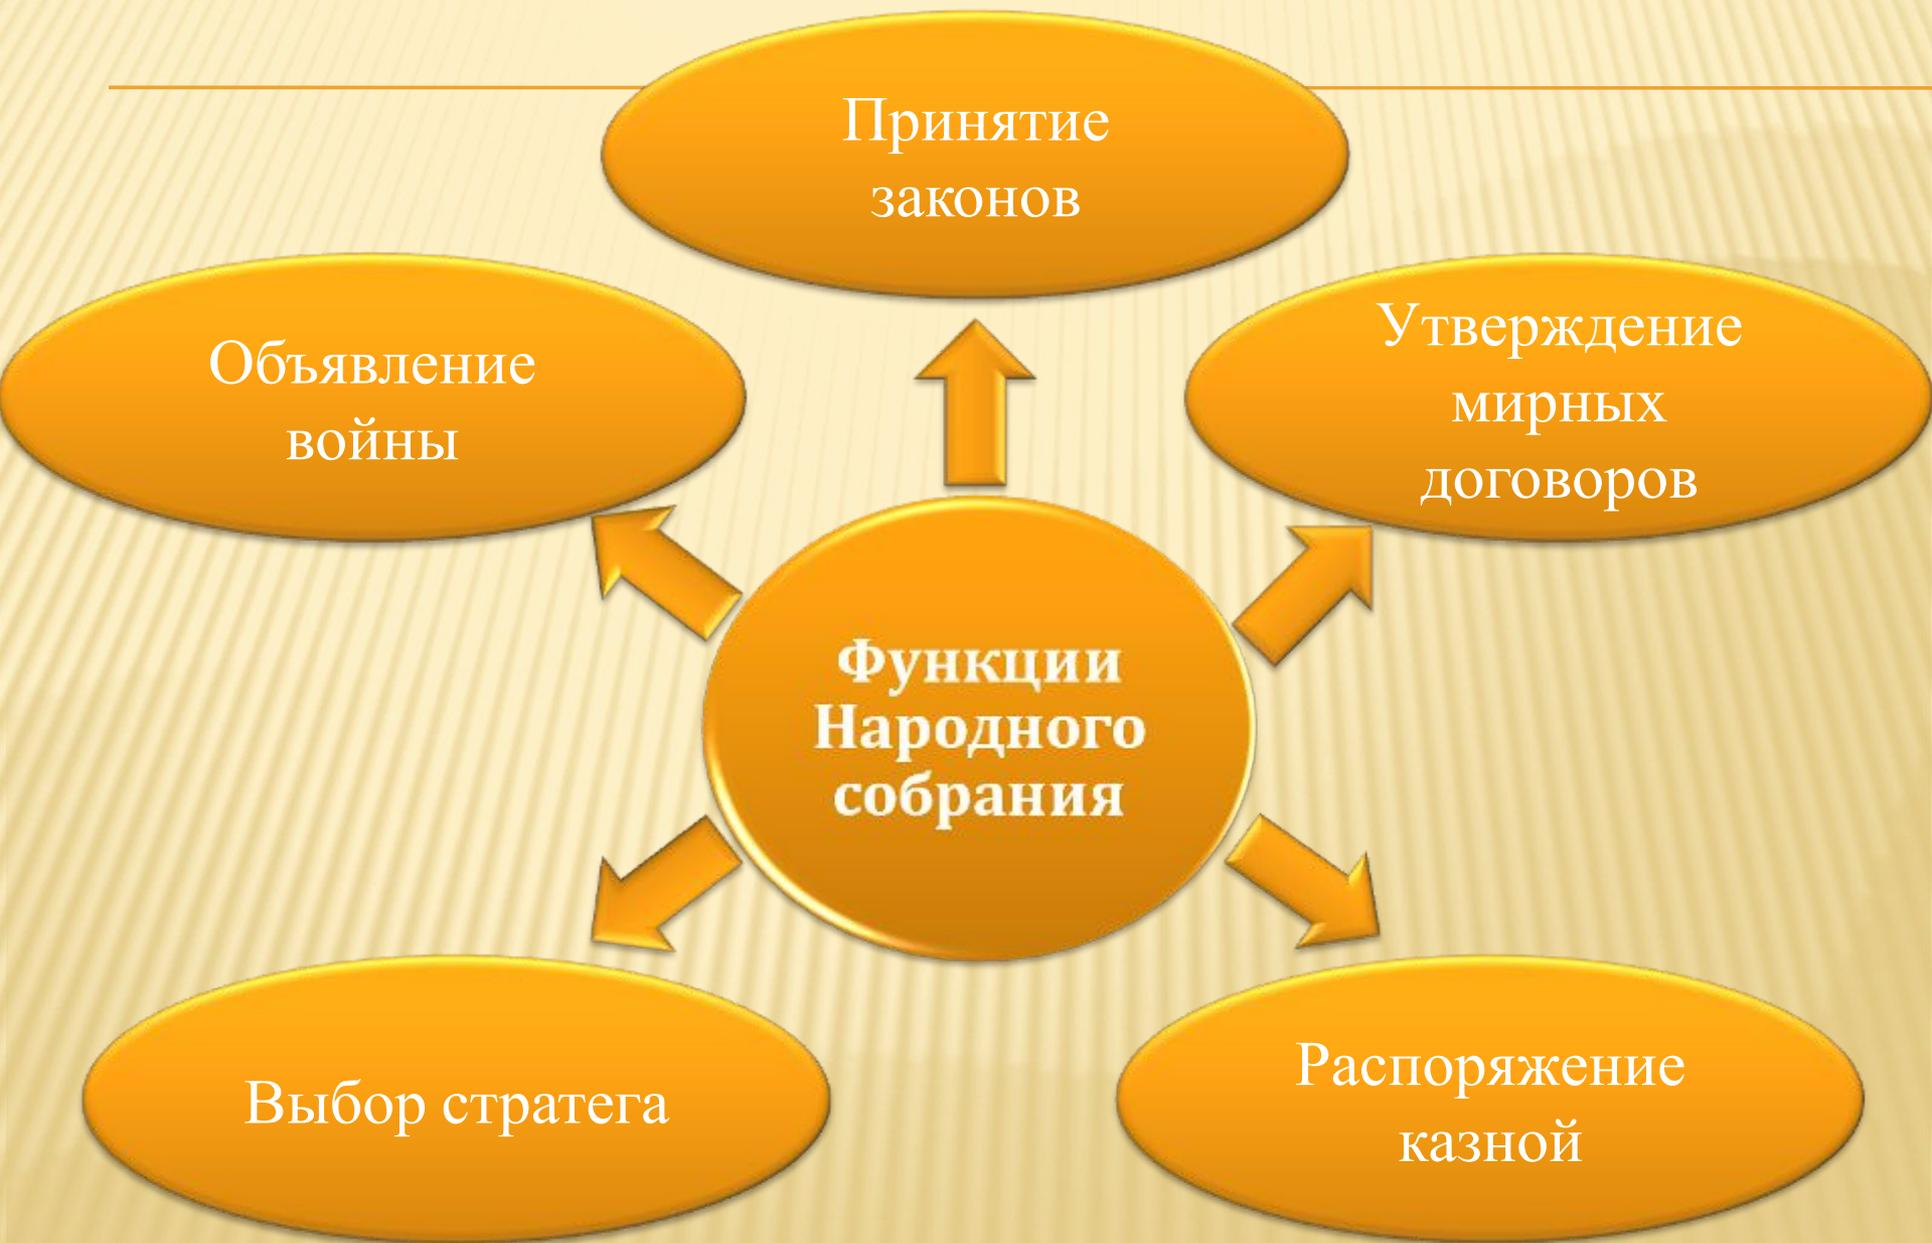 Принятие
законов
Объявление
войны
Утверждение
мирных
договоров
Функции
Народного
собрания
Выбор стратега
Распоряжение
казной